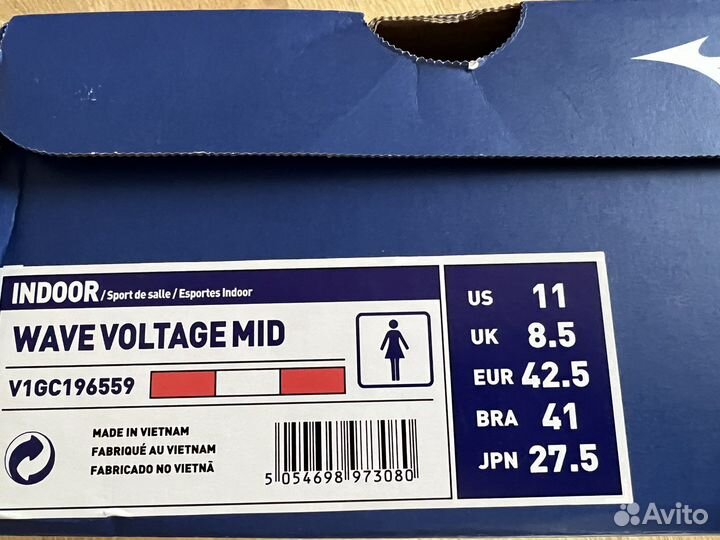 INDOOR / Sport de salle / Esportes Indoor
WAVE VOLTAGE MID
V1GC196559
MADE IN VIETNAM
FABRIQUÉ AU VIETNAM
FABRICADO NO VIETNÃ
5 054698 973080
US 11
UK 8.5
EUR 42.5
BRA 41
JPN 27.5
Avito